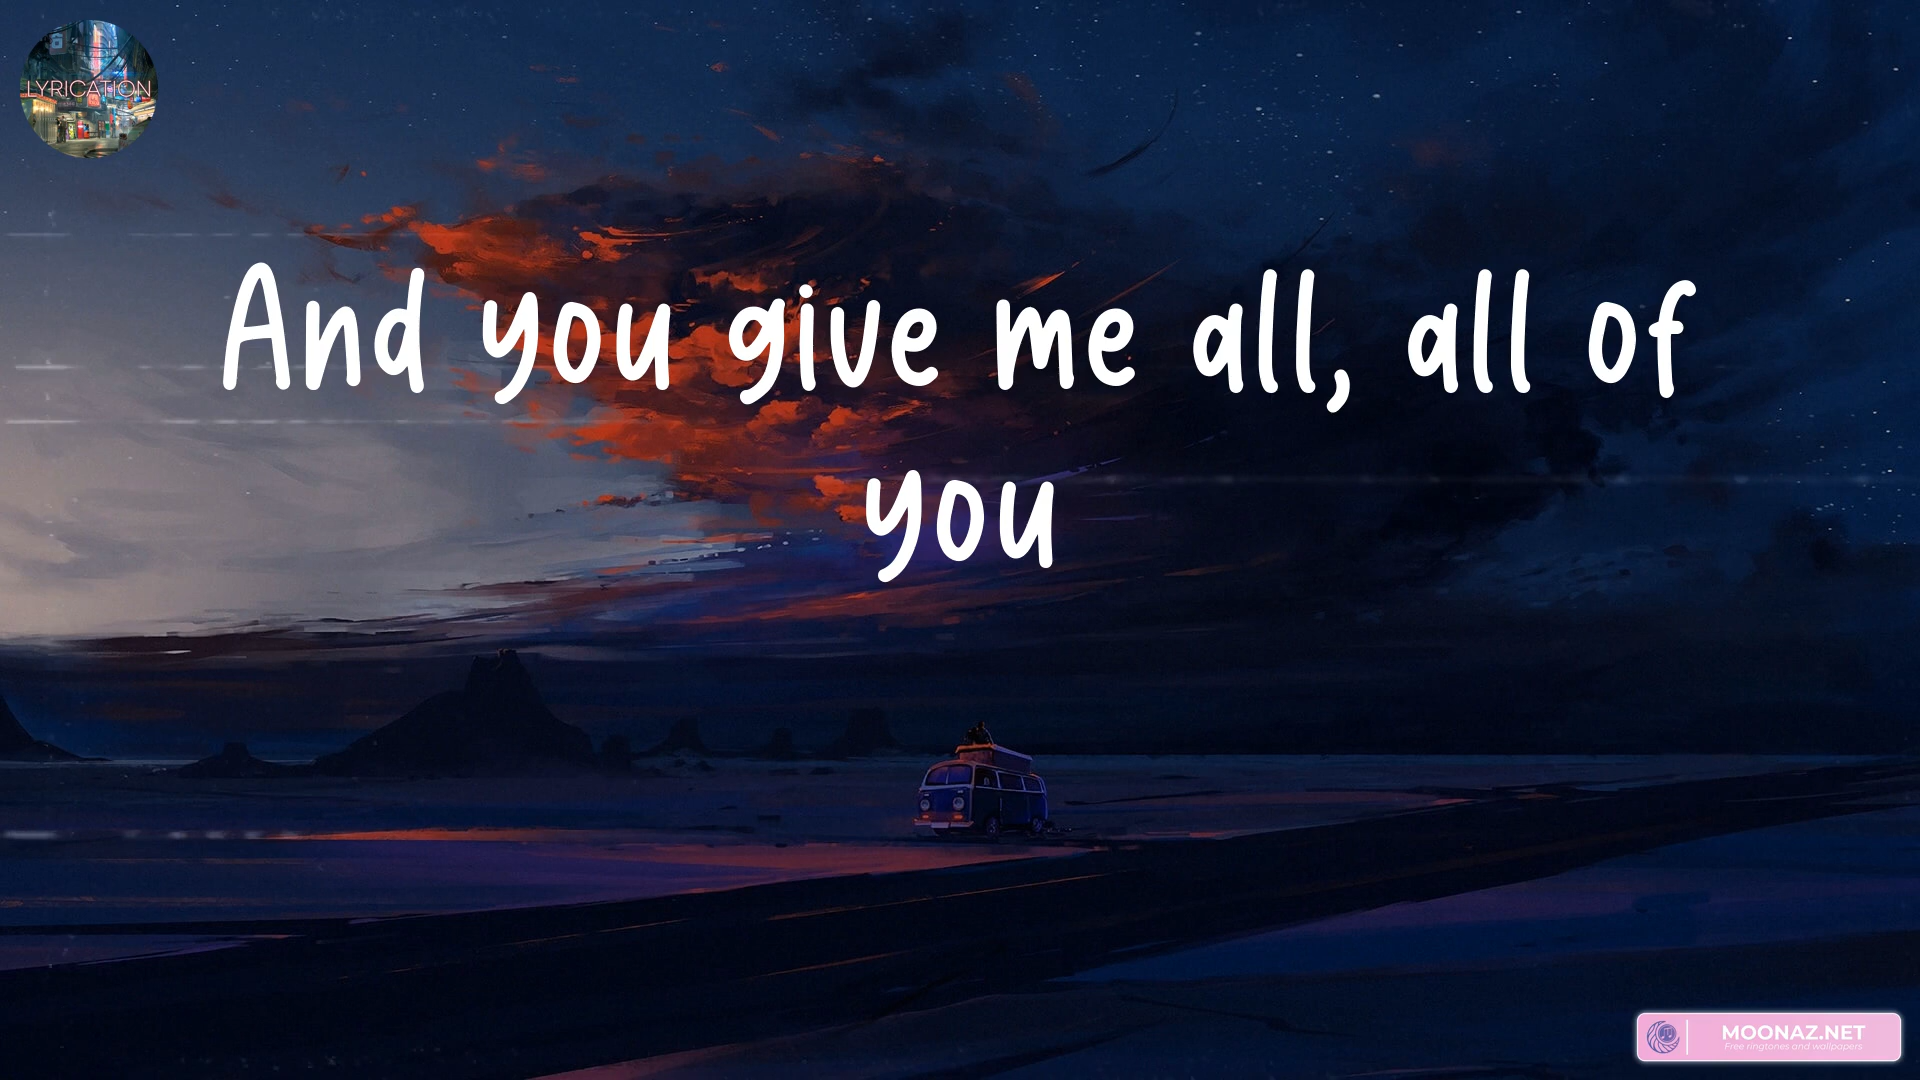 LYRICATION
And you give me all, all of
you
MOONAZ.NET
Free ringtones and wallpapers